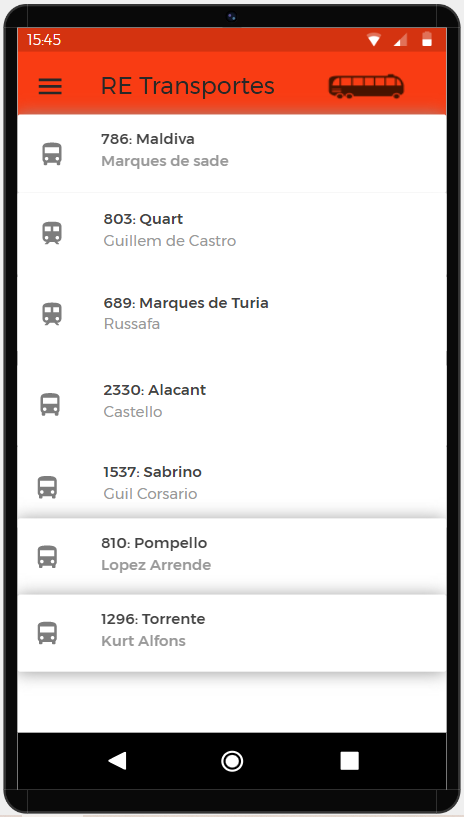 15:45
RE Transportes
786: Maldiva
Marques de sade
803: Quart
Guillem de Castro
689: Marques de Turia
Russafa
2330: Alacant
Castello
1537: Sabrino
Guil Corsario
810: Pompello
Lopez Arrende
1296: Torrente
Kurt Alfons